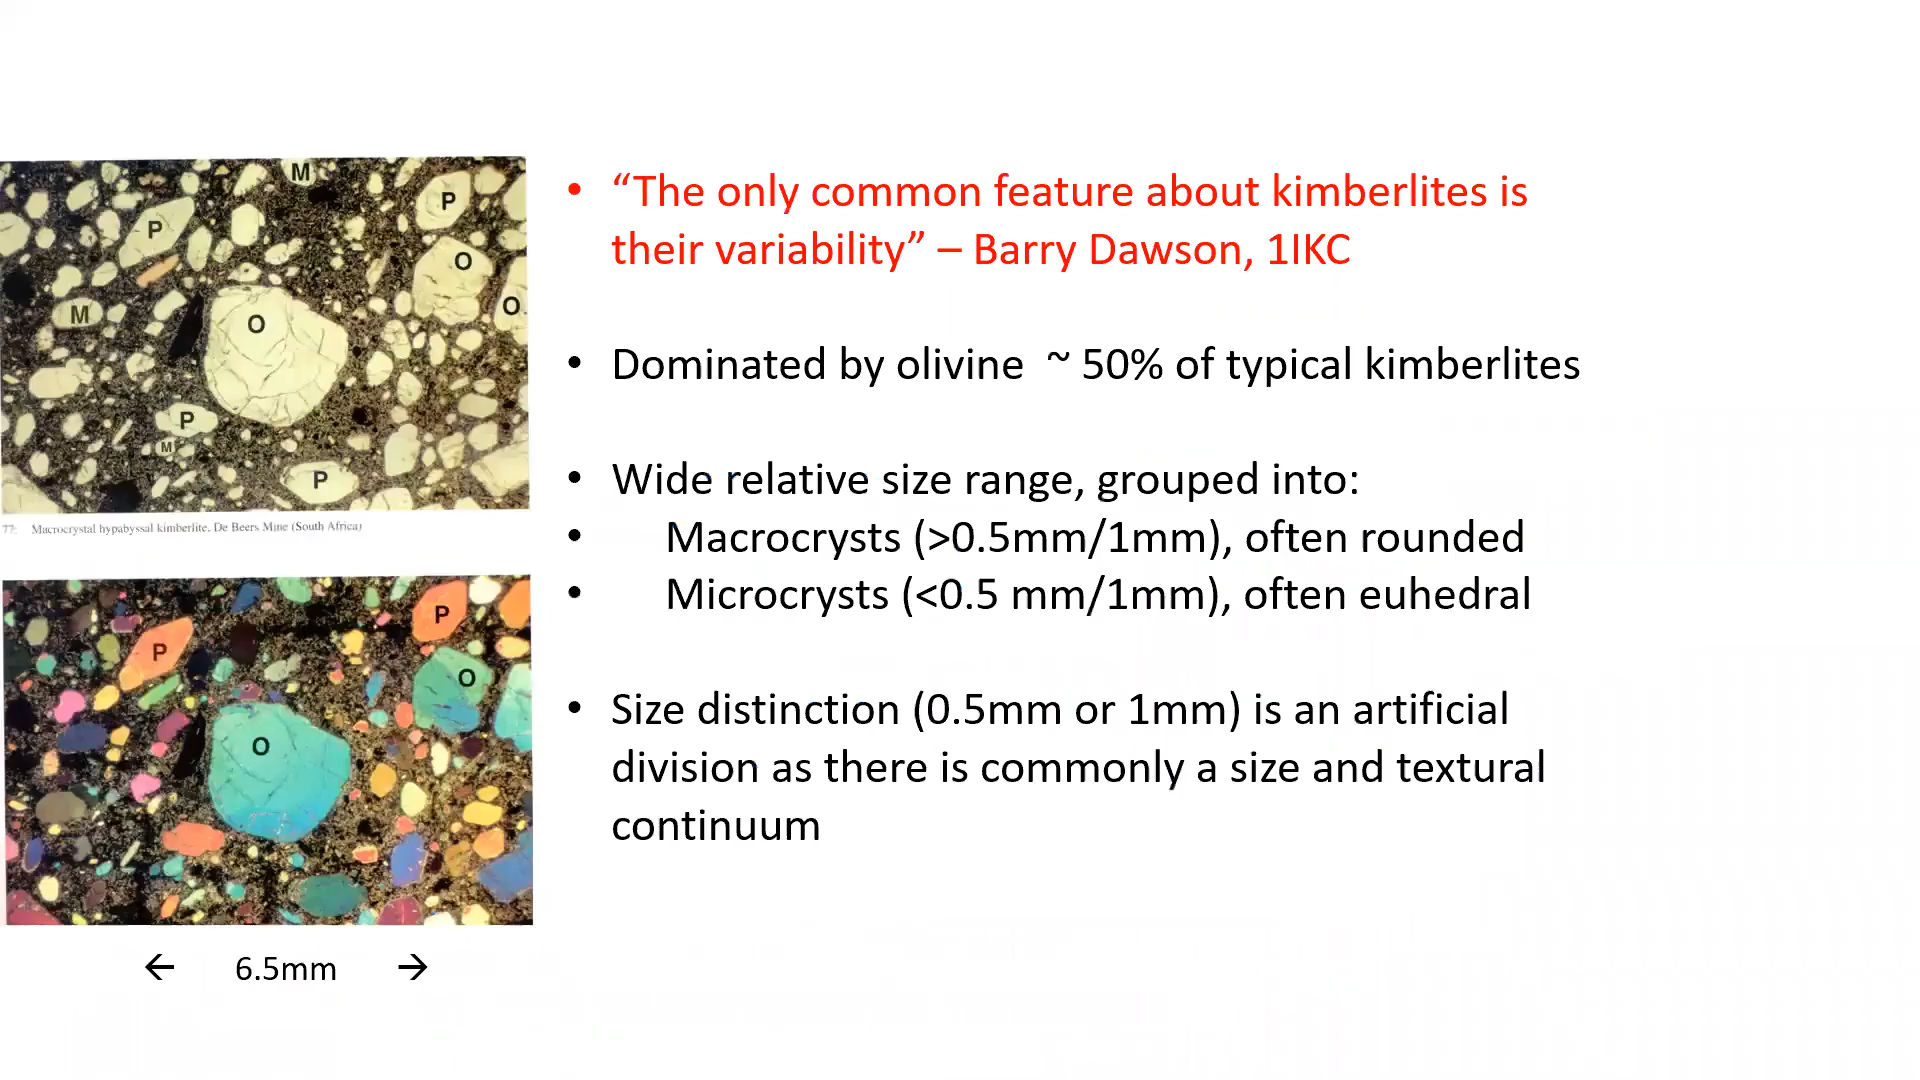 M
P
P
O
O
M
O
P
M
P
77: Macrocrystal hypabyssal kimberlite, De Beers Mine (South Africa)
P
P
O
O
← 6.5mm →
• “The only common feature about kimberlites is
their variability” – Barry Dawson, 1IKC
• Dominated by olivine ~ 50% of typical kimberlites
• Wide relative size range, grouped into:
• Macrocrysts (>0.5mm/1mm), often rounded
• Microcrysts (<0.5 mm/1mm), often euhedral
• Size distinction (0.5mm or 1mm) is an artificial
division as there is commonly a size and textural
continuum